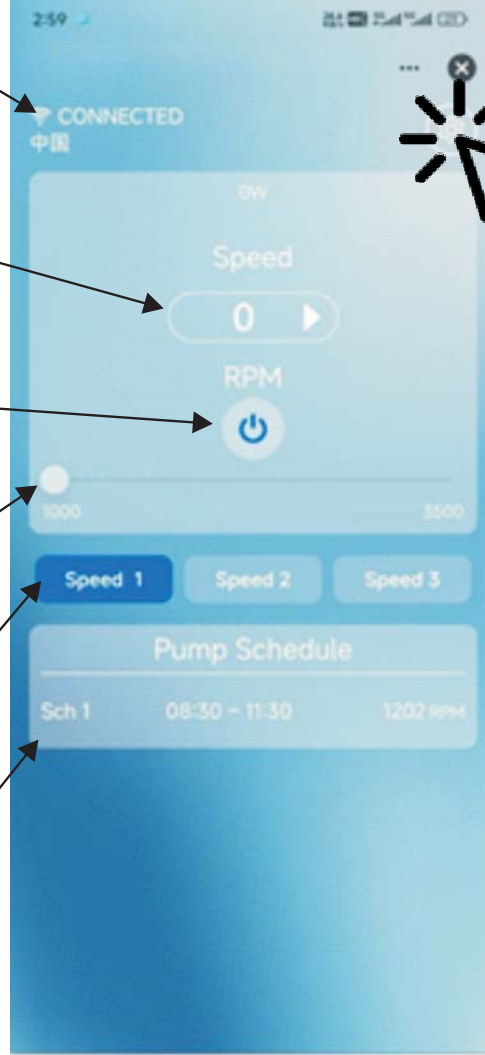 2:59
CONNECTED
中国
0W
Speed
0
RPM
1000 3500
Speed 1 Speed 2 Speed 3
Pump Schedule
Sch 1 08:30 ~ 11:30 1202 RPM